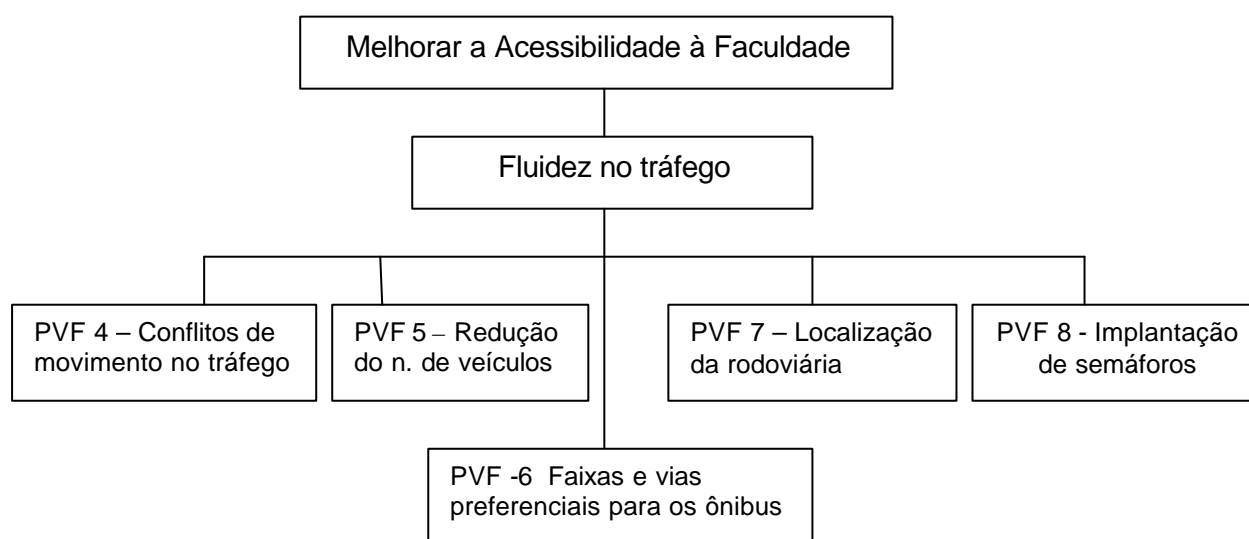 Melhorar a Acessibilidade à Faculdade
Fluidez no tráfego
PVF 4 – Conflitos de
movimento no tráfego
PVF 5 – Redução
do n. de veículos
PVF 7 – Localização
da rodoviária
PVF 8 - Implantação
de semáforos
PVF -6 Faixas e vias
preferenciais para os ônibus